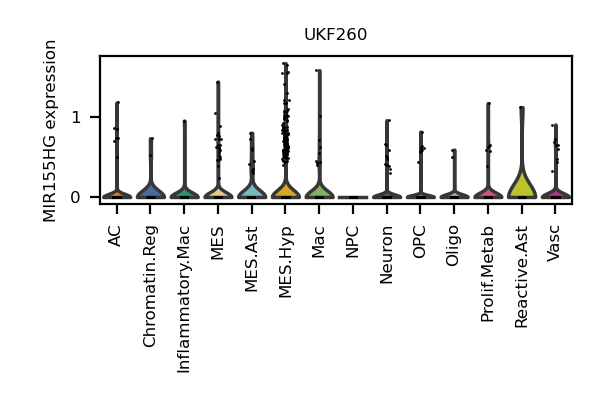 UKF260
MIR155HG expression
1
0
AC
Chromatin.Reg
Inflammatory.Mac
MES
MES.Ast
MES.Hyp
Mac
NPC
Neuron
OPC
Oligo
Prolif.Metab
Reactive.Ast
Vasc